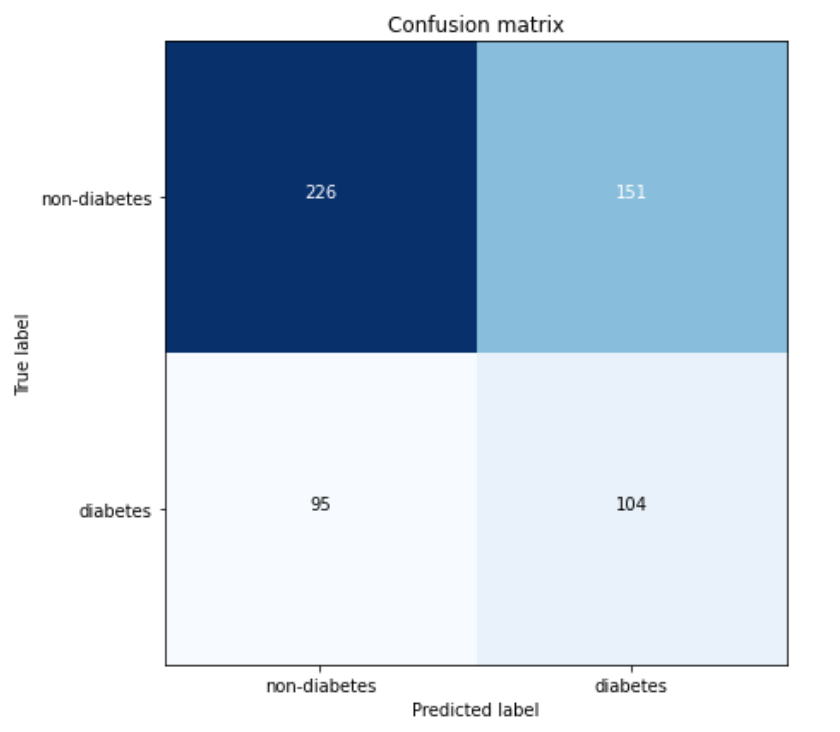 Confusion matrix
non-diabetes
226
151
True label
diabetes
95
104
non-diabetes
diabetes
Predicted label